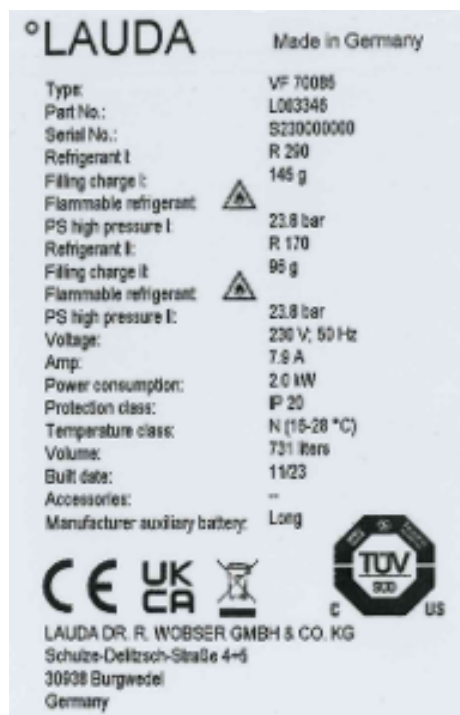 °LAUDA
Made in Germany
Type: VF 70086
Part No.: L003346
Serial No.: S230000000
Refrigerant I: R 290
Filling charge I: 146 g
Flammable refrigerant
PS high pressure I: 23.8 bar
Refrigerant II: R 170
Filling charge II: 96 g
Flammable refrigerant
PS high pressure II: 23.8 bar
Voltage: 230 V; 50 Hz
Amp: 7.9 A
Power consumption: 2.0 kW
Protection class: IP 20
Temperature class: N (16-28 °C)
Volume: 731 liters
Built date: 11/23
Accessories: --
Manufacturer auxiliary battery: Long
CE UK CA
TÜV
SÜD
C US
LAUDA DR. R. WOBSER GMBH & CO. KG
Schulze-Delitzsch-Straße 4+6
30938 Burgwedel
Germany